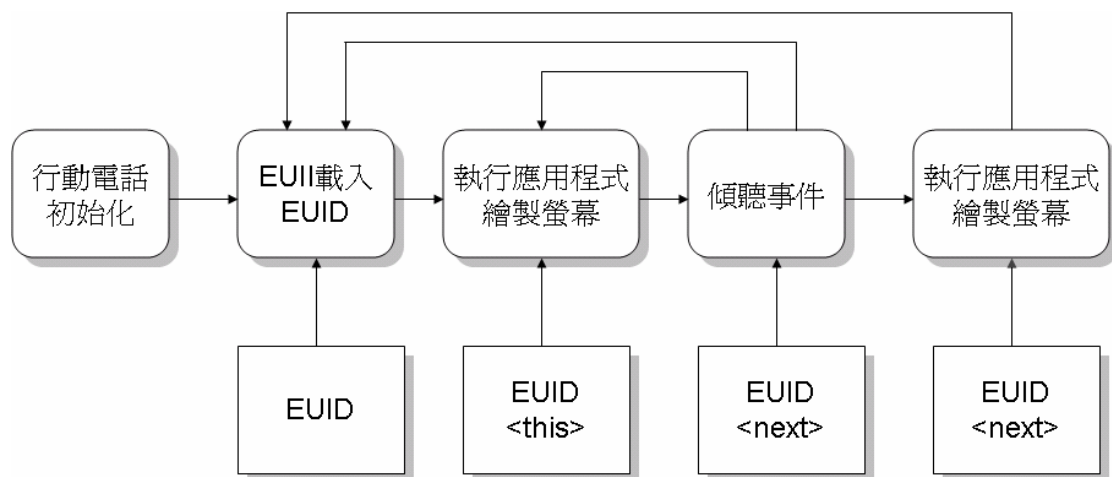 行動電話
初始化
EUII載入
EUID
執行應用程式
繪製螢幕
傾聽事件
執行應用程式
繪製螢幕
EUID
EUID
<this>
EUID
<next>
EUID
<next>